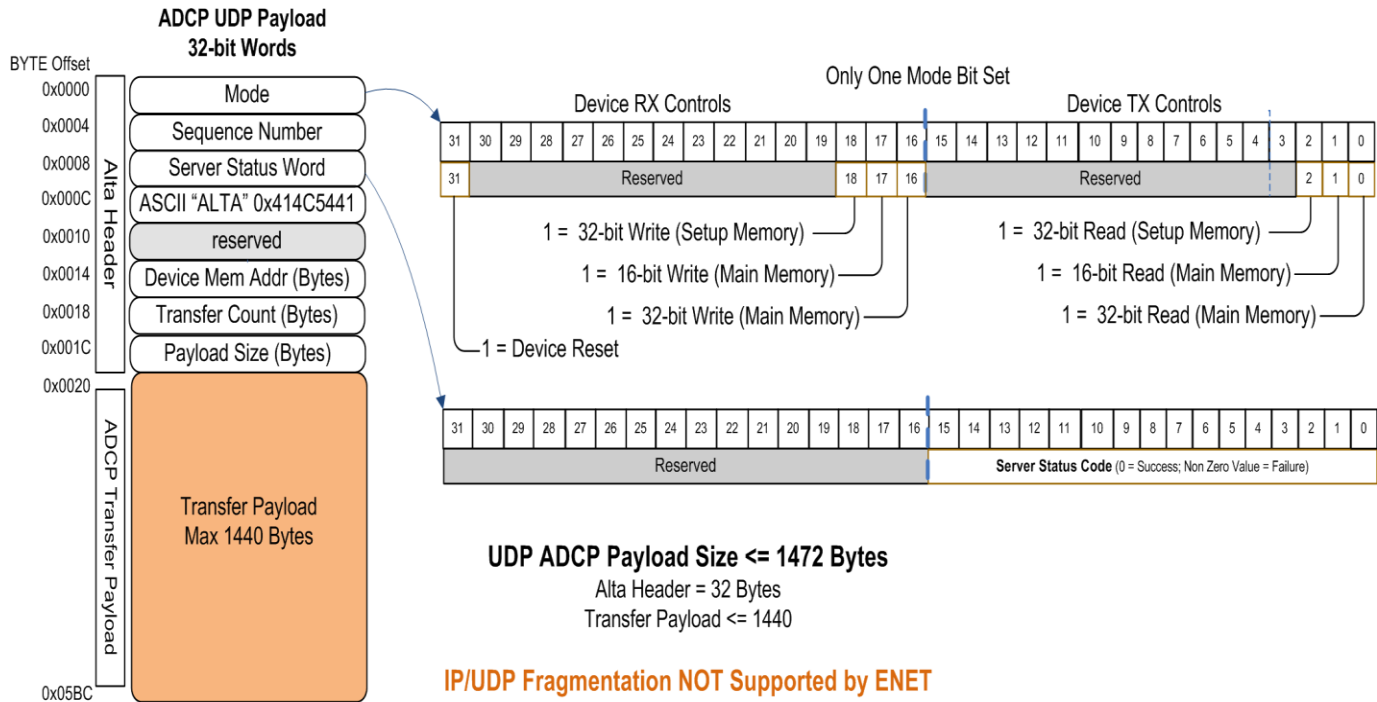 ADCP UDP Payload
32-bit Words
BYTE Offset
0x0000
Mode
0x0004
Sequence Number
0x0008
Server Status Word
0x000C
ASCII “ALTA” 0x414C5441
0x0010
reserved
0x0014
Device Mem Addr (Bytes)
0x0018
Transfer Count (Bytes)
0x001C
Payload Size (Bytes)
Alta Header
0x0020
ADCP Transfer Payload
Transfer Payload
Max 1440 Bytes
0x05BC
Only One Mode Bit Set
Device RX Controls
Device TX Controls
31 30 29 28 27 26 25 24 23 22 21 20 19 18 17 16 15 14 13 12 11 10 9 8 7 6 5 4 3 2 1 0
31 Reserved 18 17 16 Reserved 2 1 0
1 = 32-bit Write (Setup Memory)
1 = 32-bit Read (Setup Memory)
1 = 16-bit Write (Main Memory)
1 = 16-bit Read (Main Memory)
1 = 32-bit Write (Main Memory)
1 = 32-bit Read (Main Memory)
1 = Device Reset
31 30 29 28 27 26 25 24 23 22 21 20 19 18 17 16 15 14 13 12 11 10 9 8 7 6 5 4 3 2 1 0
Reserved
Server Status Code (0 = Success; Non Zero Value = Failure)
UDP ADCP Payload Size <= 1472 Bytes
Alta Header = 32 Bytes
Transfer Payload <= 1440
IP/UDP Fragmentation NOT Supported by ENET